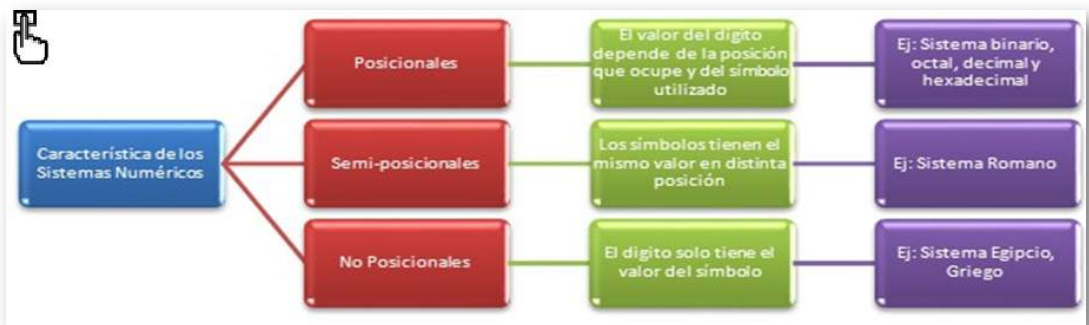 Característica de los
Sistemas Numéricos
Posicionales
El valor del digito
depende de la posición
que ocupe y del símbolo
utilizado
Ej: Sistema binario,
octal, decimal y
hexadecimal
Semi-posicionales
Los símbolos tienen el
mismo valor en distinta
posición
Ej: Sistema Romano
No Posicionales
El digito solo tiene el
valor del símbolo
Ej: Sistema Egipcio,
Griego